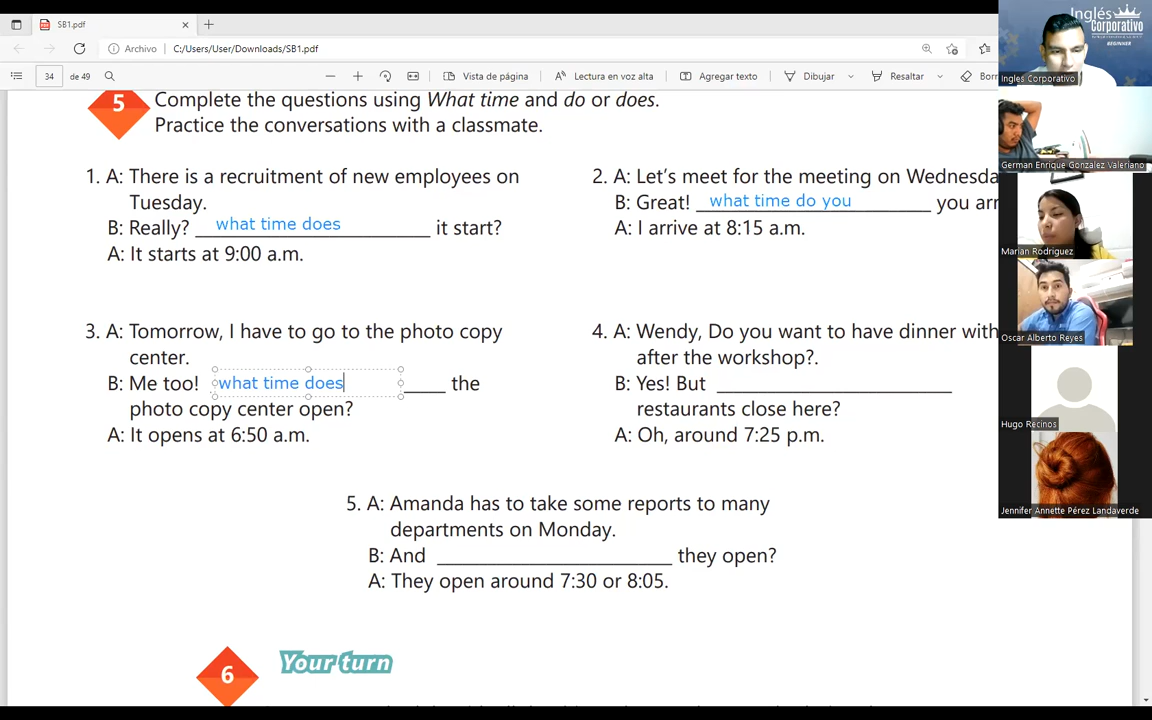 SB1.pdf
Archivo C:/Users/User/Downloads/SB1.pdf
34 de 49 Vista de página Lectura en voz alta Agregar texto Dibujar Resaltar Borr
5 Complete the questions using What time and do or does.
Practice the conversations with a classmate.
1. A: There is a recruitment of new employees on
Tuesday.
B: Really? what time does it start?
A: It starts at 9:00 a.m.
2. A: Let's meet for the meeting on Wednesda
B: Great! what time do you you arr
A: I arrive at 8:15 a.m.
3. A: Tomorrow, I have to go to the photo copy
center.
B: Me too! what time does the
photo copy center open?
A: It opens at 6:50 a.m.
4. A: Wendy, Do you want to have dinner with
after the workshop?.
B: Yes! But ____
restaurants close here?
A: Oh, around 7:25 p.m.
5. A: Amanda has to take some reports to many
departments on Monday.
B: And ____ they open?
A: They open around 7:30 or 8:05.
6 Your turn
Inglés
Corporativo
BEGINNER
Ingles Corporativo
German Enrique Gonzalez Valeriano
Marian Rodriguez
Oscar Alberto Reyes
Hugo Recinos
Jennifer Annette Pérez Landaverde